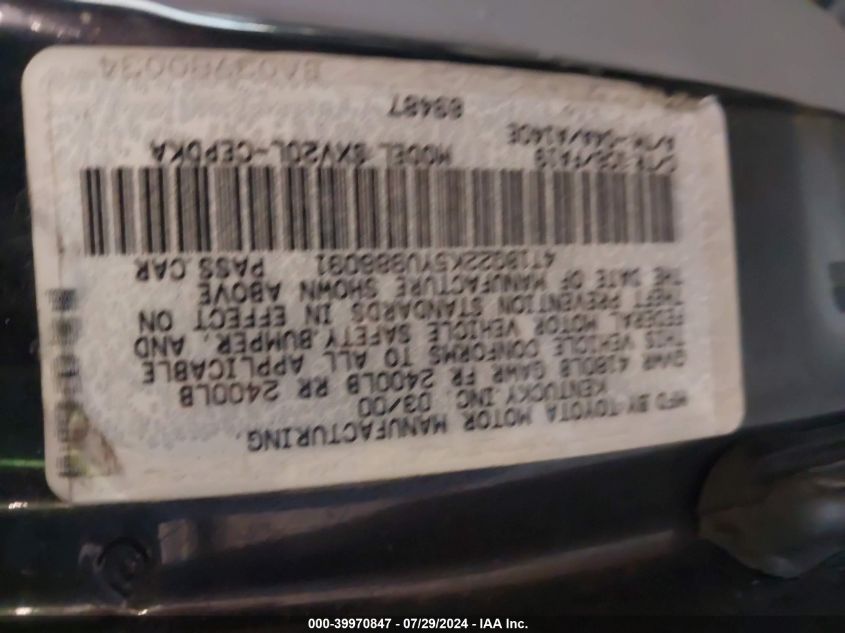 MFD. BY: TOYOTA MOTOR MANUFACTURING,
KENTUCKY, INC. 03/00
GVWR 4180LB GAWR FR 2400LB RR 2400LB
THIS VEHICLE CONFORMS TO ALL APPLICABLE
FEDERAL MOTOR VEHICLE SAFETY, BUMPER, AND
THEFT PREVENTION STANDARDS IN EFFECT ON
THE DATE OF MANUFACTURE SHOWN ABOVE
4T1BG22K5YU986091 PASS.CAR
MODEL SXV20L-CEPDKA
69487
000-39970847 - 07/29/2024 - IAA Inc.